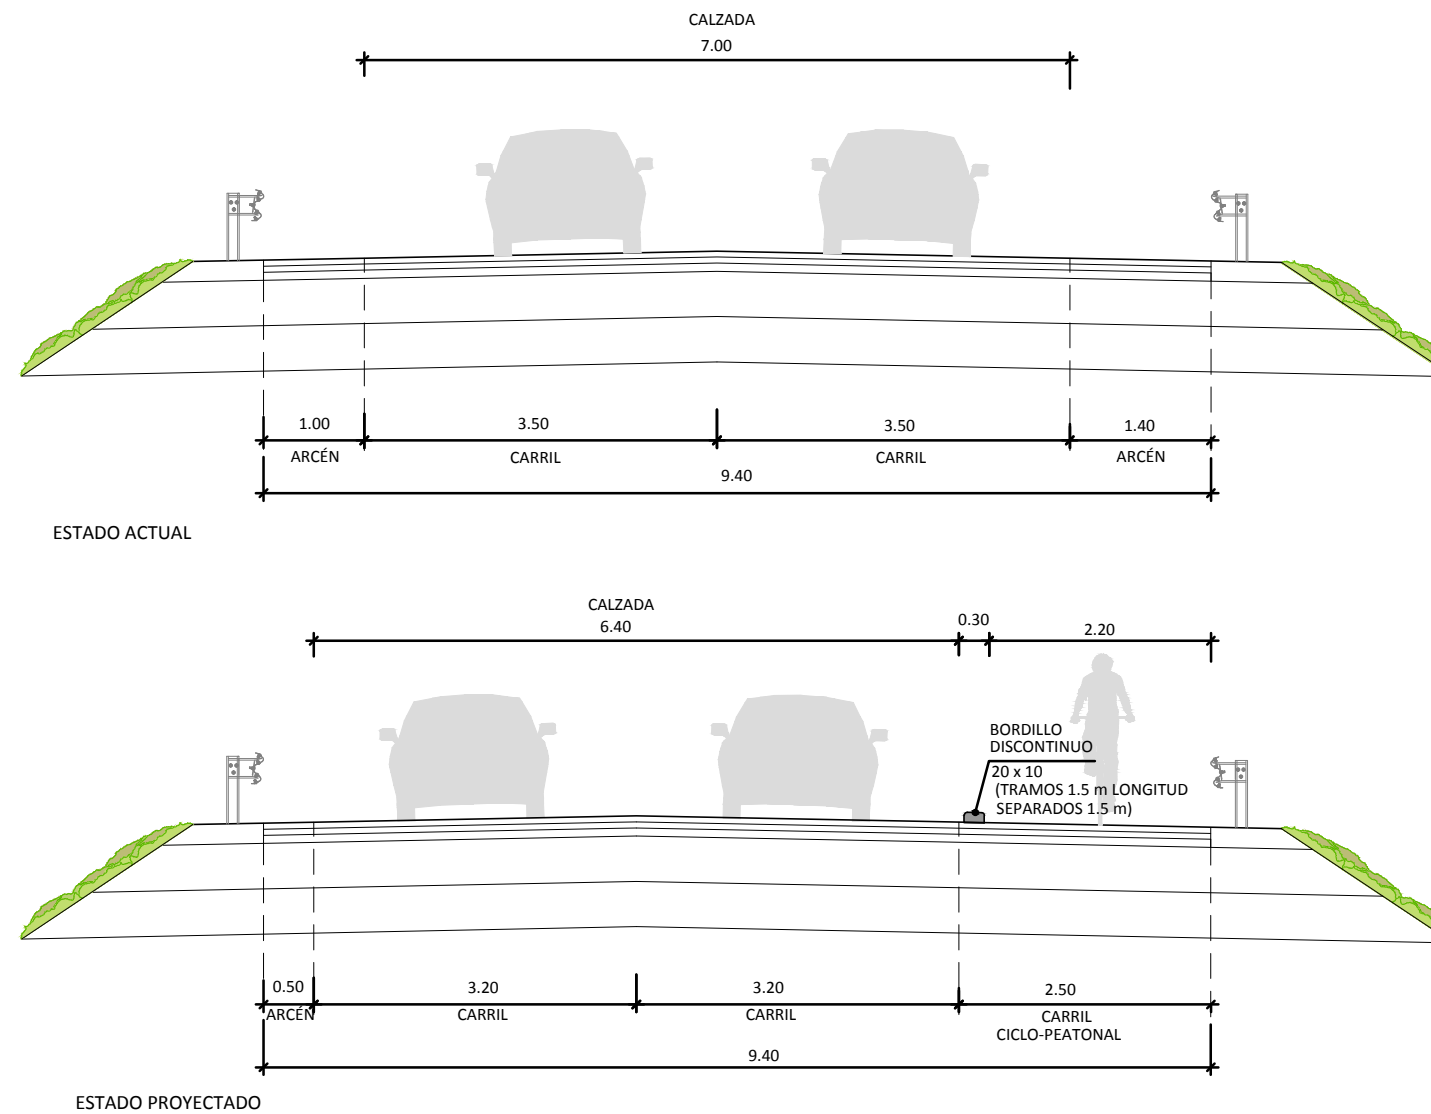 CALZADA
7.00
1.00
3.50
3.50
1.40
ARCÉN
CARRIL
CARRIL
ARCÉN
9.40
ESTADO ACTUAL
CALZADA
6.40
0.30
2.20
BORDILLO
DISCONTINUO
20 x 10
(TRAMOS 1.5 m LONGITUD
SEPARADOS 1.5 m)
0.50
3.20
3.20
2.50
ARCÉN
CARRIL
CARRIL
CARRIL
CICLO-PEATONAL
9.40
ESTADO PROYECTADO